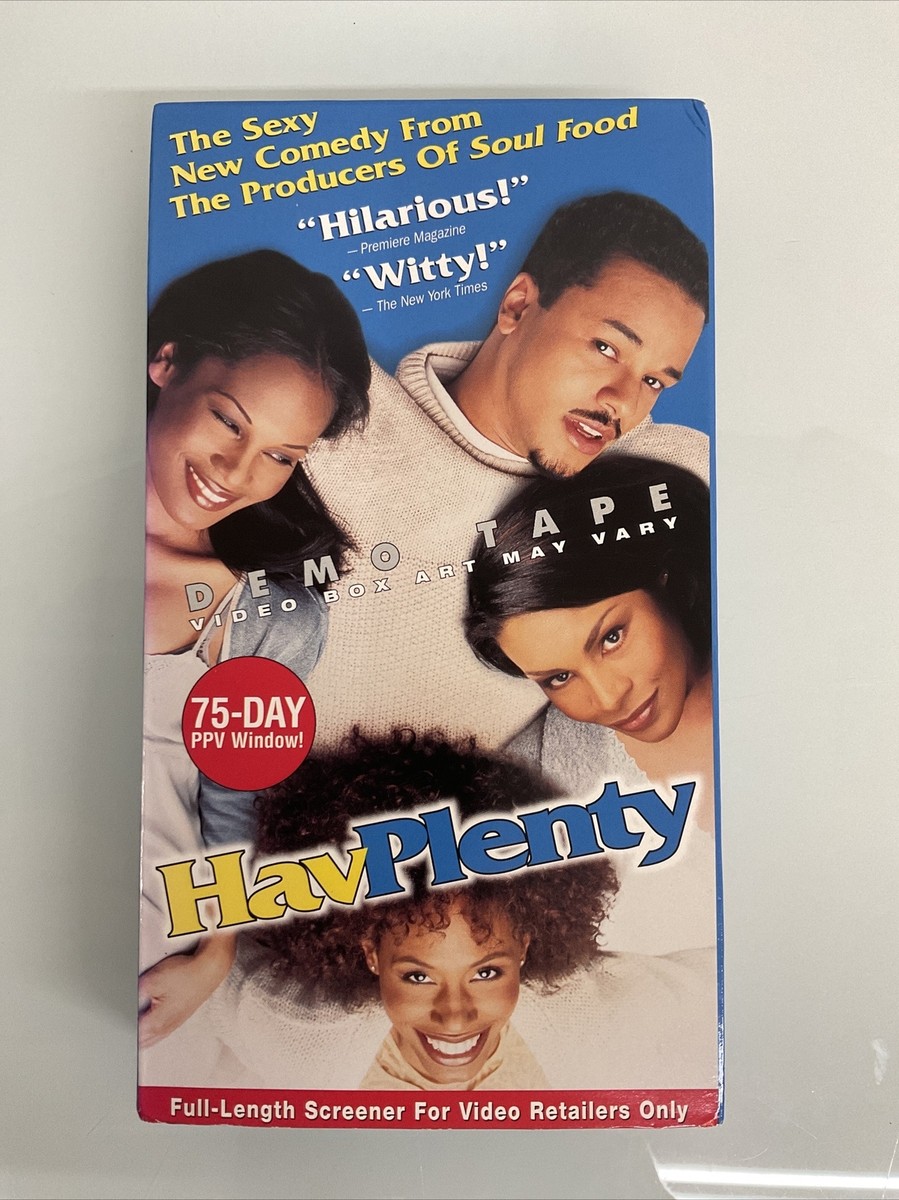 The Sexy
New Comedy From
The Producers Of Soul Food
“Hilarious!”
— Premiere Magazine
“Witty!”
— The New York Times
DEMO TAPE
VIDEO BOX ART MAY VARY
75-DAY
PPV Window!
HavPlenty
Full-Length Screener For Video Retailers Only